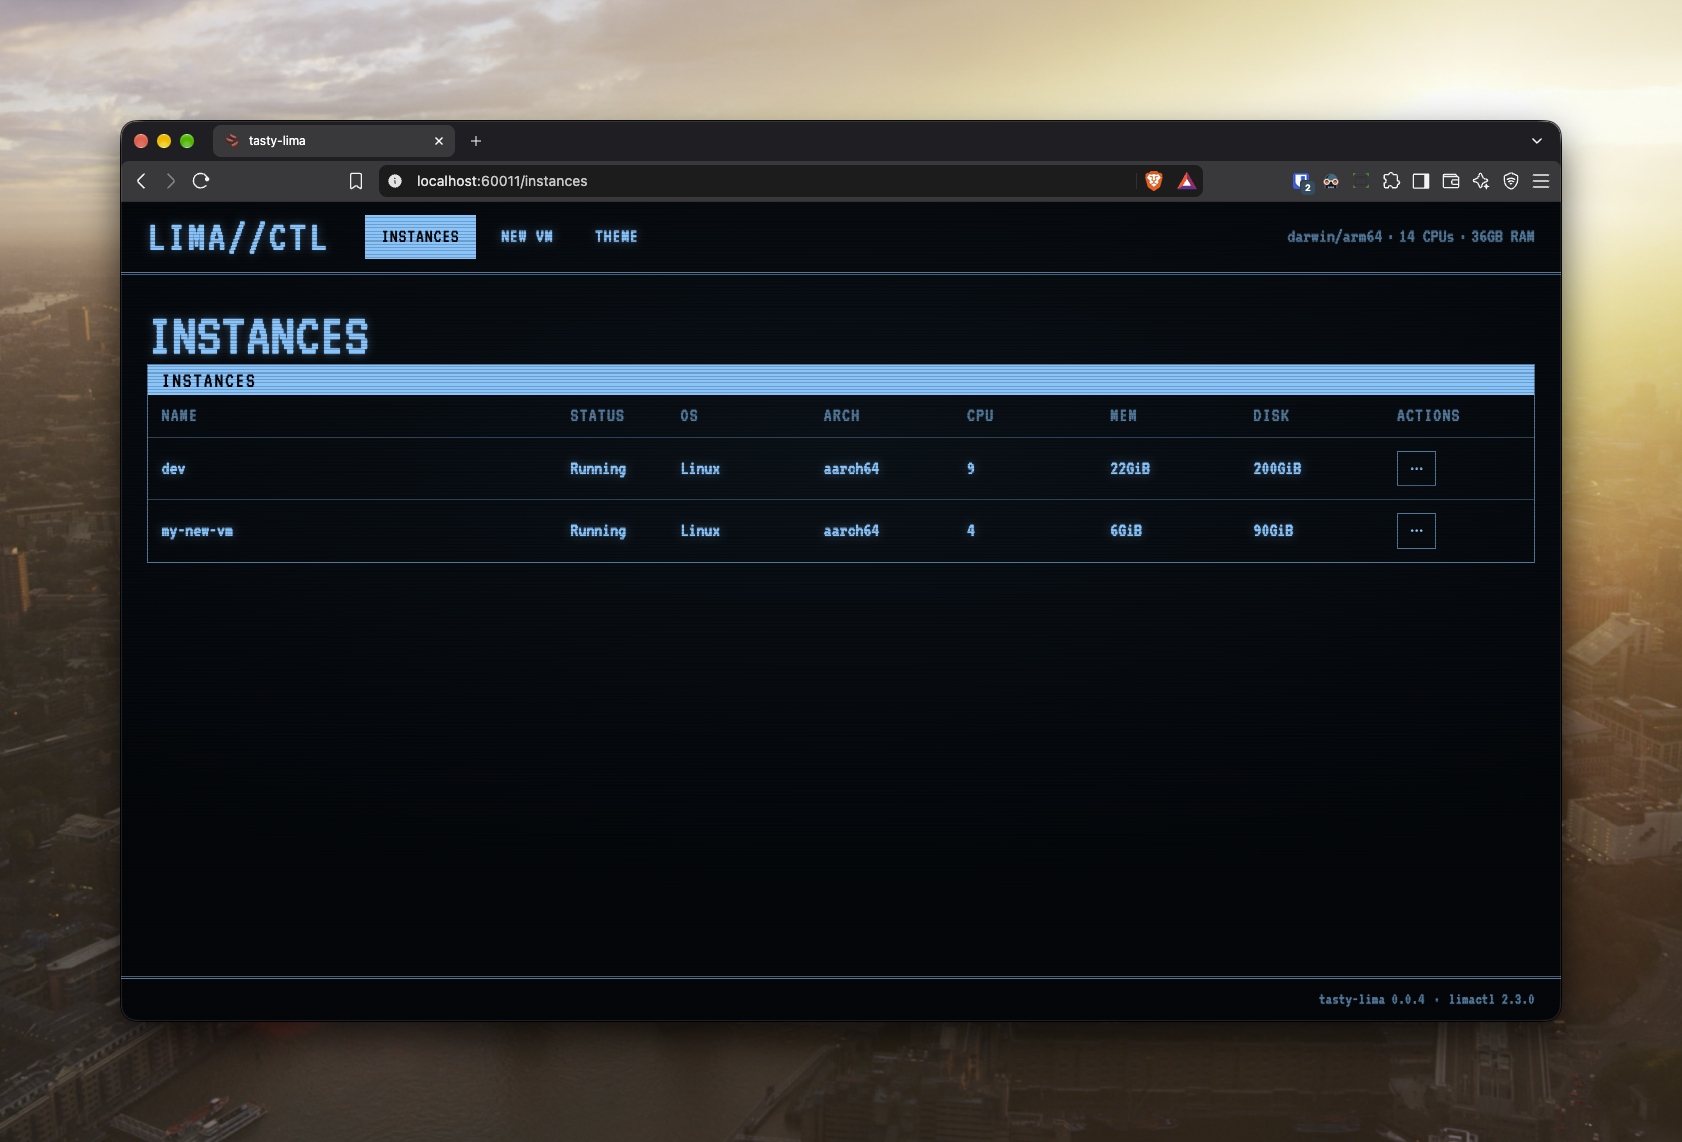 tasty-lima
localhost:60011/instances
2
LIMA//CTL INSTANCES NEW VM THEME darwin/arm64 · 14 CPUs · 36GB RAM
INSTANCES
INSTANCES
NAME STATUS OS ARCH CPU MEM DISK ACTIONS
dev Running Linux aarch64 9 22GiB 200GiB ...
my-new-vm Running Linux aarch64 4 6GiB 90GiB ...
tasty-lima 0.0.4 · limactl 2.3.0